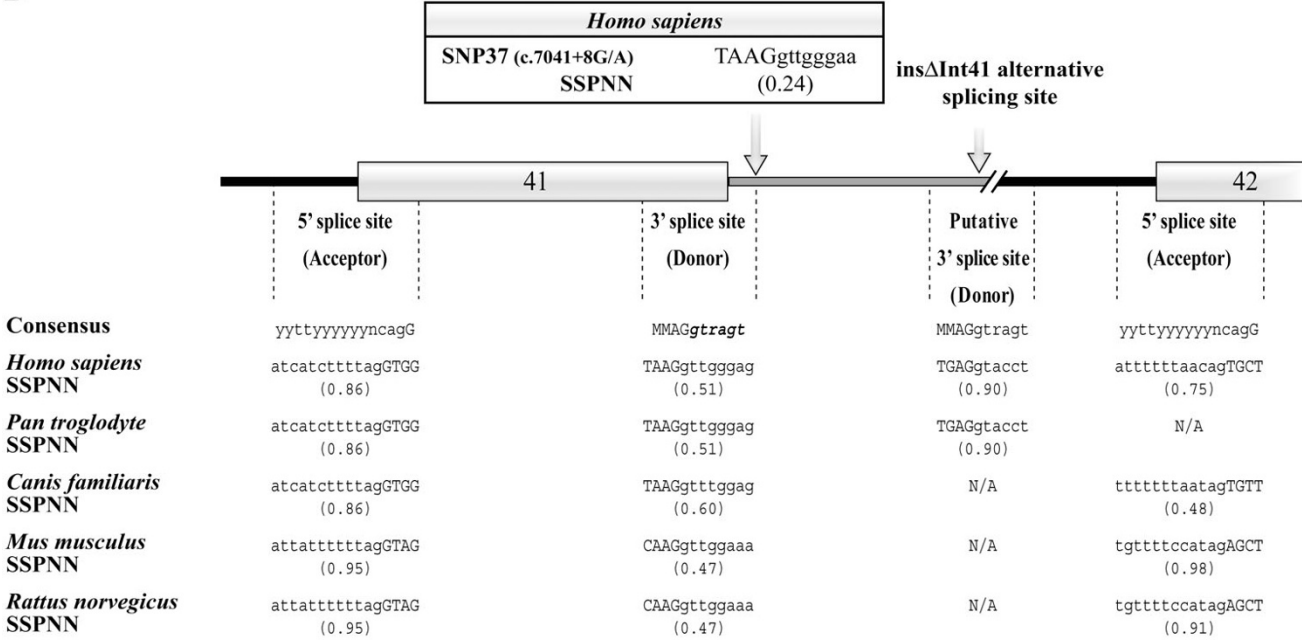 Homo sapiens
SNP37 (c.7041+8G/A) TAAGgttgggaa
SSPNN (0.24)
insΔInt41 alternative
splicing site
41 42
5’ splice site 3’ splice site Putative 5’ splice site
(Acceptor) (Donor) 3’ splice site (Acceptor)
(Donor)
Consensus yyttyyyyyyncagG MMAGgtragt MMAGgtragt yyttyyyyyyncagG
Homo sapiens atcatcttttagGTGG TAAGgttgggag TGAGgtacct attttttaacagTGCT
SSPNN (0.86) (0.51) (0.90) (0.75)
Pan troglodyte atcatcttttagGTGG TAAGgttgggag TGAGgtacct N/A
SSPNN (0.86) (0.51) (0.90)
Canis familiaris atcatcttttagGTGG TAAGgtttggag N/A tttttttaatagTGTT
SSPNN (0.86) (0.60) (0.48)
Mus musculus attattttttagGTAG CAAGgttggaaa N/A tgttttccatagAGCT
SSPNN (0.95) (0.47) (0.98)
Rattus norvegicus attattttttagGTAG CAAGgttggaaa N/A tgttttccatagAGCT
SSPNN (0.95) (0.47) (0.91)